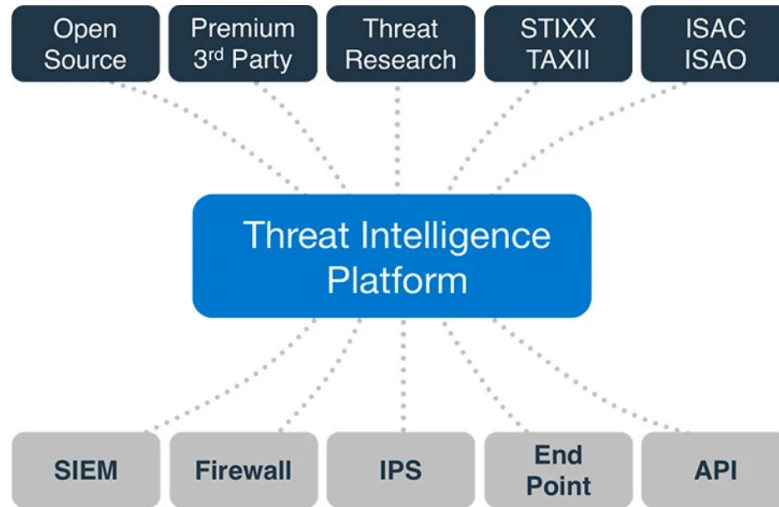 Open
Source
Premium
3rd Party
Threat
Research
STIXX
TAXII
ISAC
ISAO
Threat Intelligence
Platform
SIEM
Firewall
IPS
End
Point
API